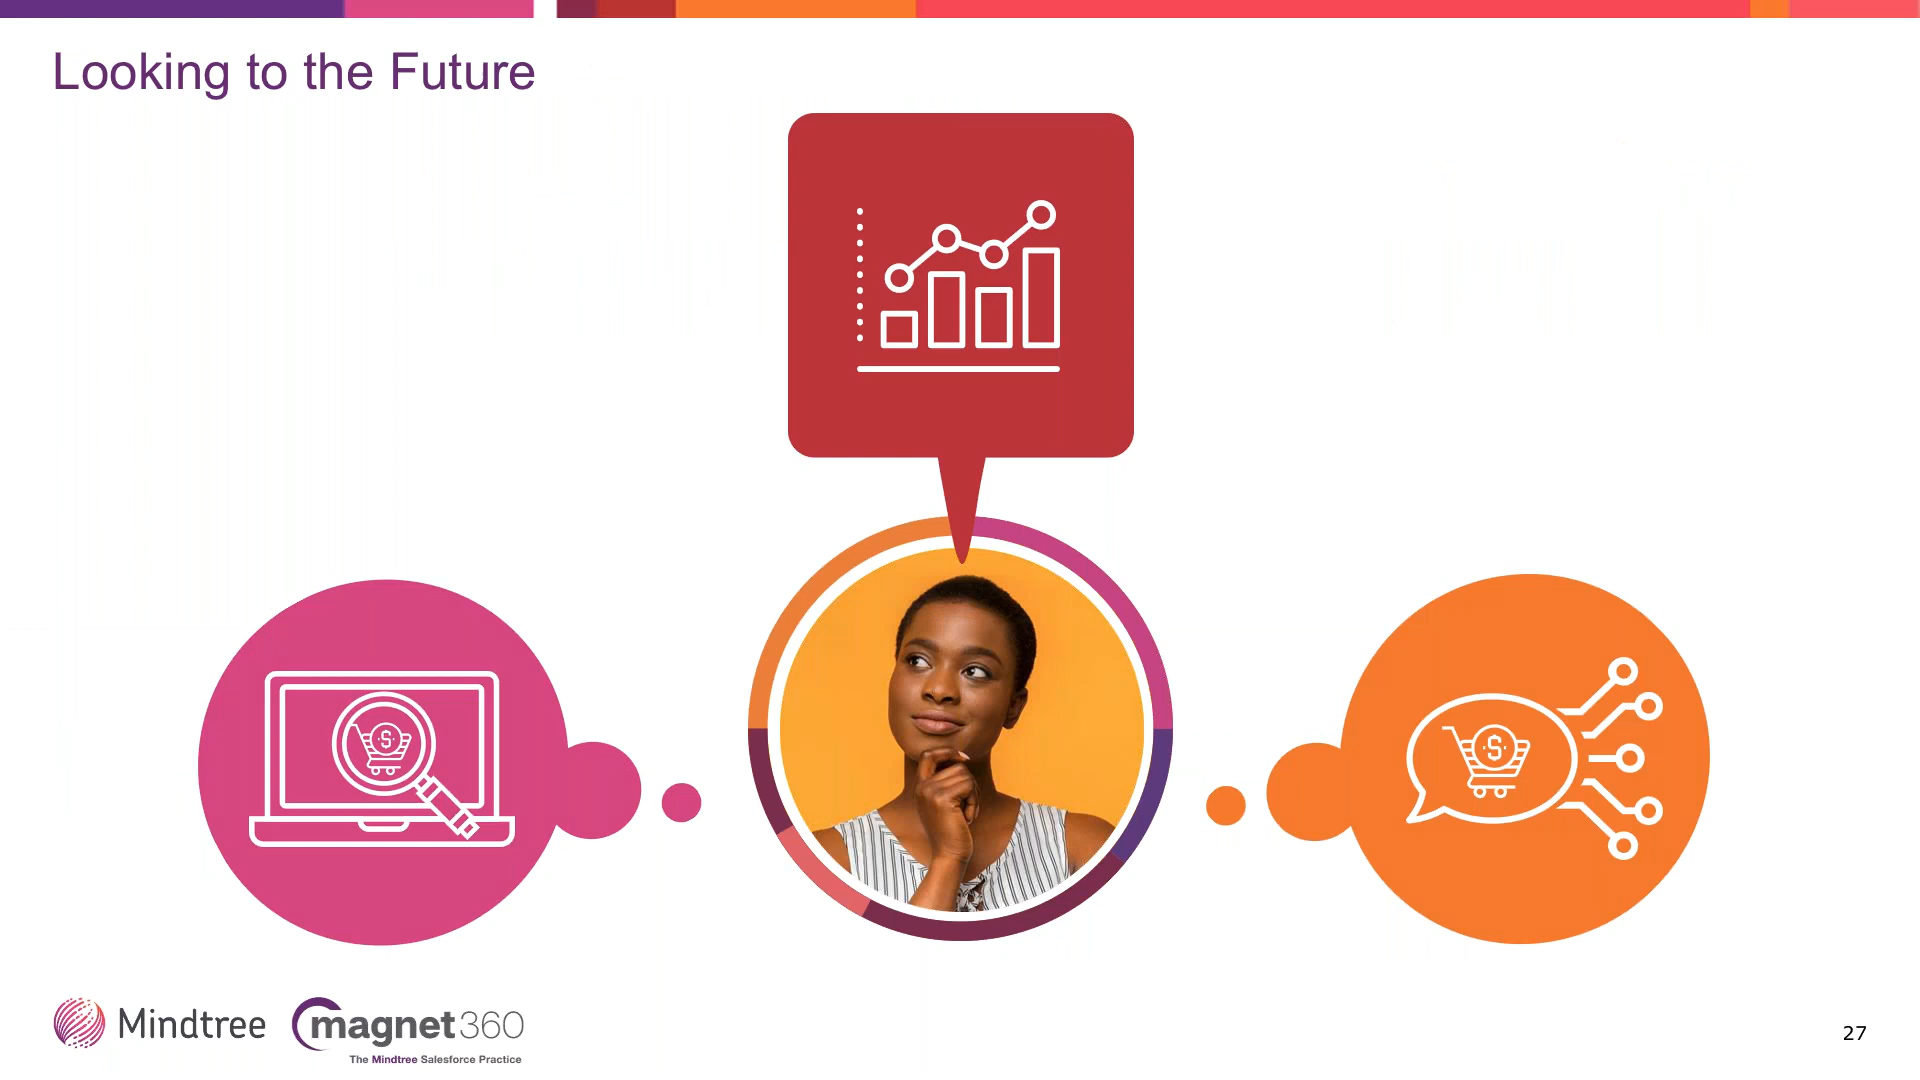 Looking to the Future
$
$
Mindtree
magnet360
The Mindtree Salesforce Practice
27